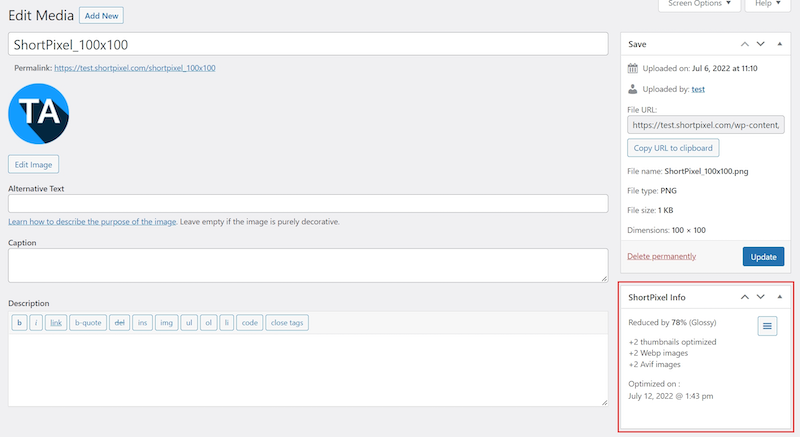 Screen Options ▼
Help ▼
Edit Media
Add New
ShortPixel_100x100
Permalink: https://test.shortpixel.com/shortpixel_100x100
TA
Edit Image
Alternative Text
Learn how to describe the purpose of the image. Leave empty if the image is purely decorative.
Caption
Description
b
i
link
b-quote
del
ins
img
ul
ol
li
code
close tags
Save
Uploaded on: Jul 6, 2022 at 11:10
Uploaded by: test
File URL:
https://test.shortpixel.com/wp-content,
Copy URL to clipboard
File name: ShortPixel_100x100.png
File type: PNG
File size: 1 KB
Dimensions: 100 × 100
Delete permanently
Update
ShortPixel Info
Reduced by 78% (Glossy)
+2 thumbnails optimized
+2 Webp images
+2 Avif images
Optimized on :
July 12, 2022 @ 1:43 pm